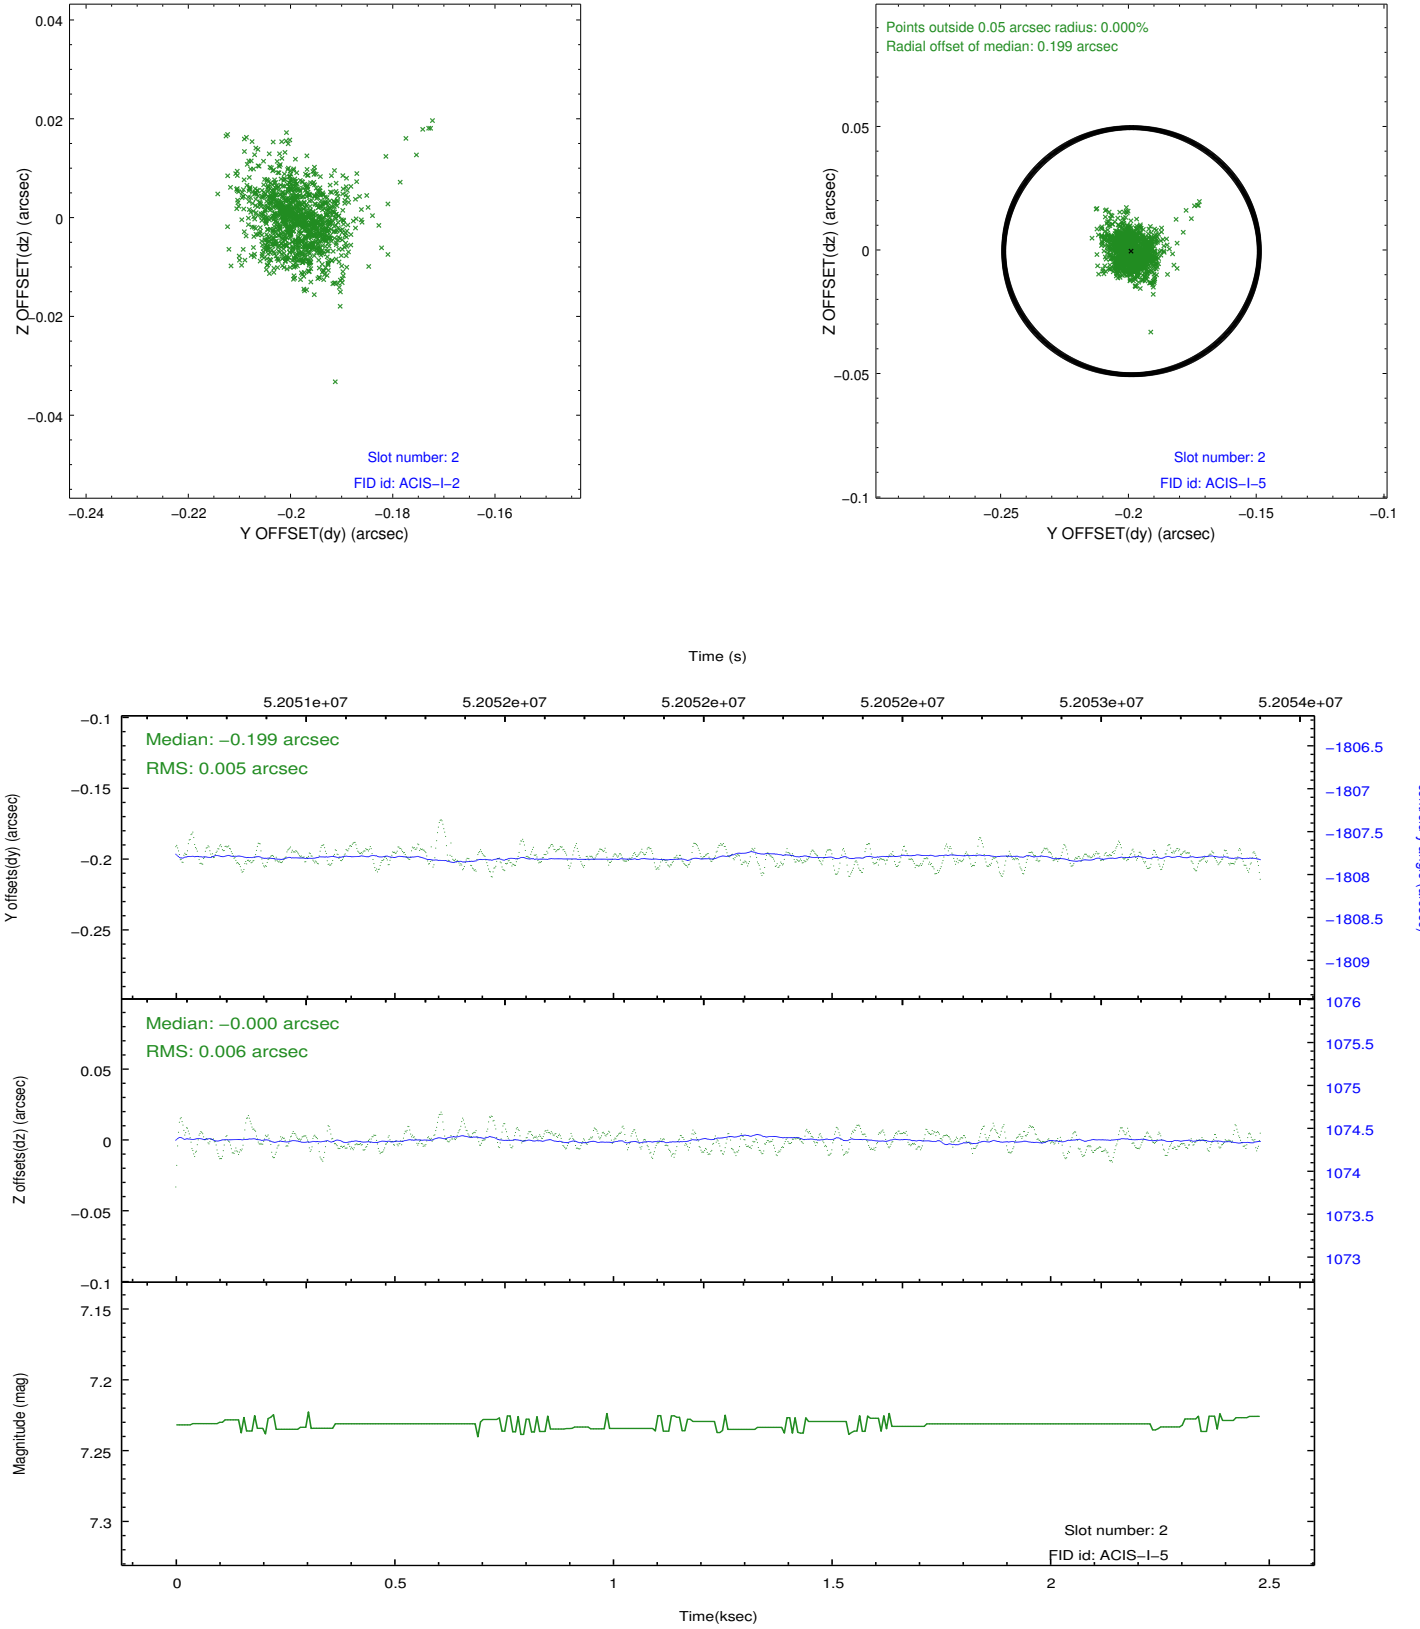 0.04
0.02
0
−0.02
−0.04
Z OFFSET(dz) (arcsec)
Slot number: 2
FID id: ACIS−I−2
−0.24
−0.22
−0.2
−0.18
−0.16
Y OFFSET(dy) (arcsec)
Points outside 0.05 arcsec radius: 0.000%
Radial offset of median: 0.199 arcsec
0.05
0
−0.05
−0.1
Z OFFSET(dz) (arcsec)
Slot number: 2
FID id: ACIS−I−5
−0.25
−0.2
−0.15
−0.1
Y OFFSET(dy) (arcsec)
Time (s)
5.2051e+07
5.2052e+07
5.2052e+07
5.2052e+07
5.2053e+07
5.2054e+07
Median: −0.199 arcsec
RMS: 0.005 arcsec
−0.1
−0.15
−0.2
−0.25
Y offsets(dy) (arcsec)
−1806.5
−1807
−1807.5
−1808
−1808.5
−1809
Median: −0.000 arcsec
RMS: 0.006 arcsec
0.05
0
−0.05
−0.1
Z offsets(dz) (arcsec)
1076
1075.5
1075
1074.5
1074
1073.5
1073
7.15
7.2
7.25
7.3
Magnitude (mag)
Slot number: 2
FID id: ACIS−I−5
0
0.5
1
1.5
2
2.5
Time(ksec)